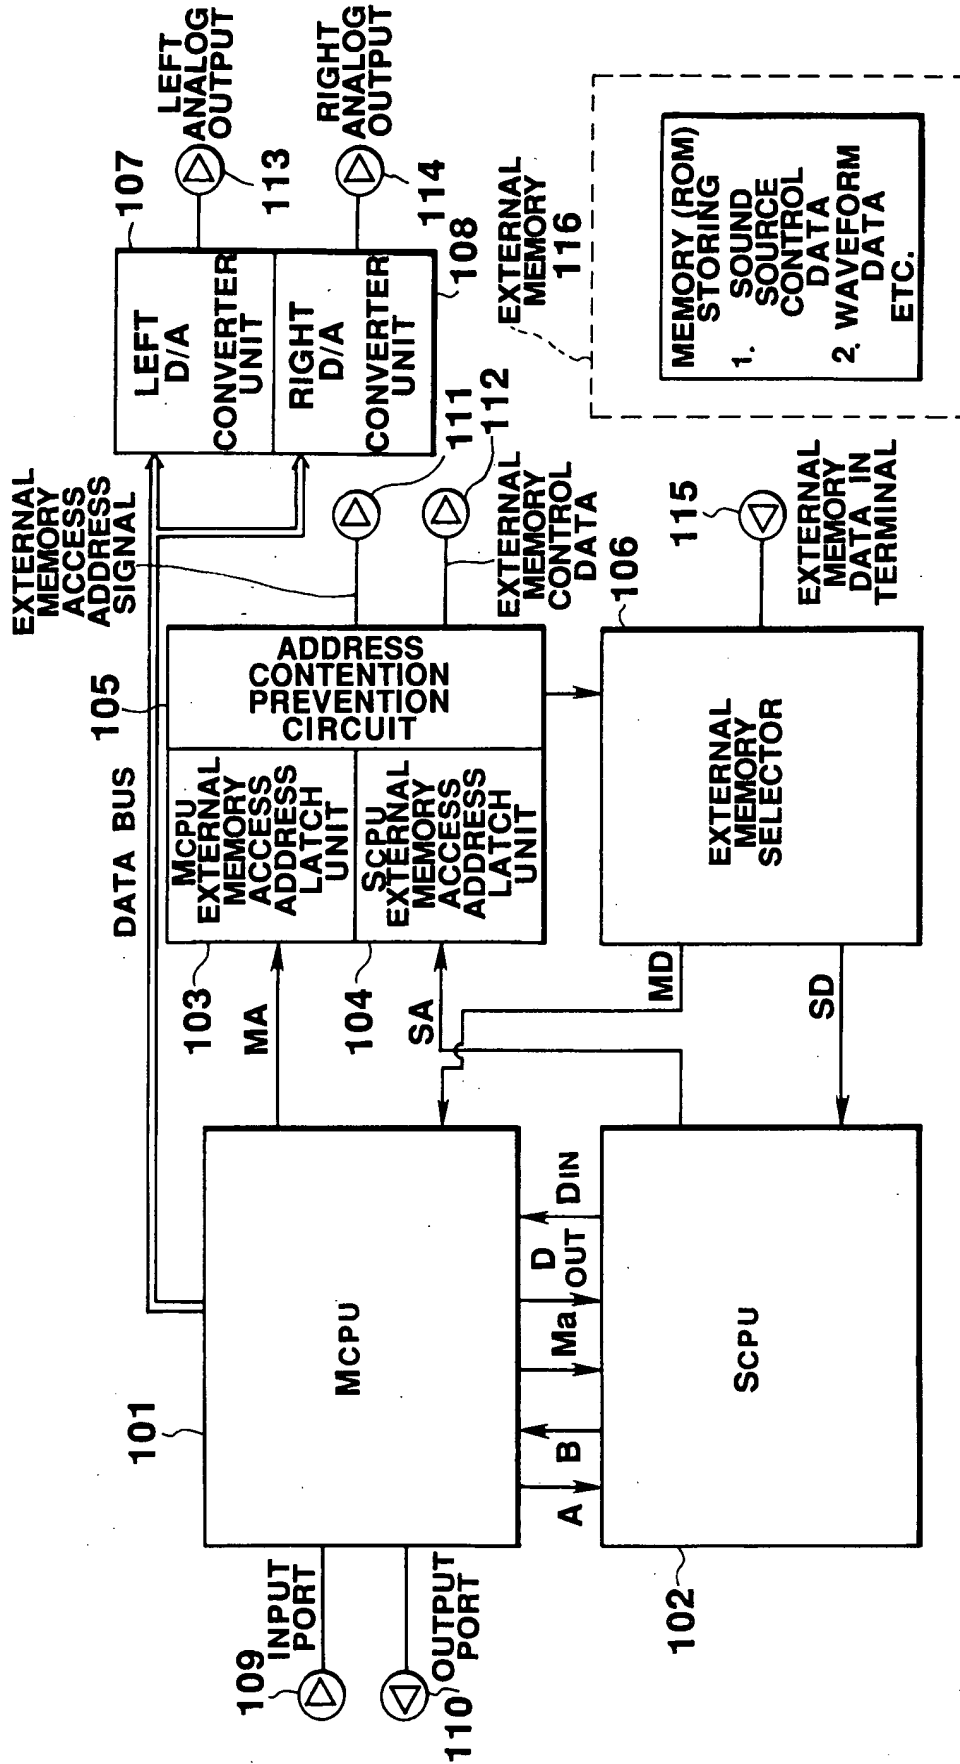 109
INPUT
PORT
110
OUTPUT
PORT
101
MCPU
DATA BUS
MA
103
MCPU
EXTERNAL
MEMORY
ACCESS
ADDRESS
LATCH
UNIT
104
SCPU
EXTERNAL
MEMORY
ACCESS
ADDRESS
LATCH
UNIT
SA
105
ADDRESS
CONTENTION
PREVENTION
CIRCUIT
EXTERNAL
MEMORY
ACCESS
ADDRESS
SIGNAL
111
112
EXTERNAL
MEMORY
CONTROL
DATA
107
LEFT
D/A
CONVERTER
UNIT
RIGHT
D/A
CONVERTER
UNIT
108
LEFT
ANALOG
OUTPUT
113
RIGHT
ANALOG
OUTPUT
114
A
B
Ma
D
OUT
DIN
102
SCPU
MD
SD
106
EXTERNAL
MEMORY
SELECTOR
115
EXTERNAL
MEMORY
DATA IN
TERMINAL
EXTERNAL
MEMORY
116
MEMORY (ROM)
STORING
1. SOUND
SOURCE
CONTROL
DATA
2. WAVEFORM
DATA
ETC.